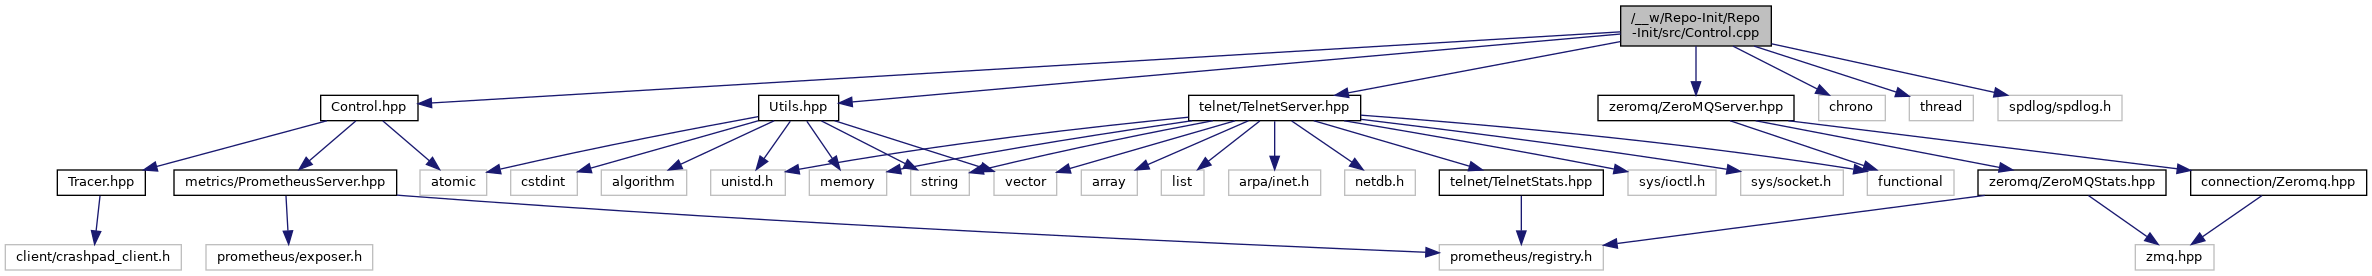 /__w/Repo-Init/Repo
-Init/src/Control.cpp
Control.hpp
Utils.hpp
telnet/TelnetServer.hpp
zeromq/ZeroMQServer.hpp
chrono
thread
spdlog/spdlog.h
Tracer.hpp
metrics/PrometheusServer.hpp
atomic
cstdint
algorithm
unistd.h
memory
string
vector
array
list
arpa/inet.h
netdb.h
telnet/TelnetStats.hpp
sys/ioctl.h
sys/socket.h
functional
zeromq/ZeroMQStats.hpp
connection/Zeromq.hpp
client/crashpad_client.h
prometheus/exposer.h
prometheus/registry.h
zmq.hpp